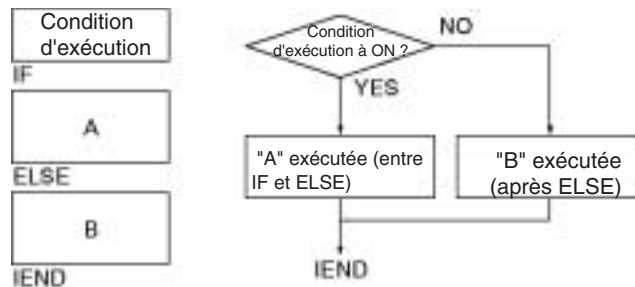 Condition
d'exécution
IF
A
ELSE
B
IEND
Condition
d'exécution à ON ?
NO
YES
"A" exécutée (entre
IF et ELSE)
"B" exécutée
(après ELSE)
IEND